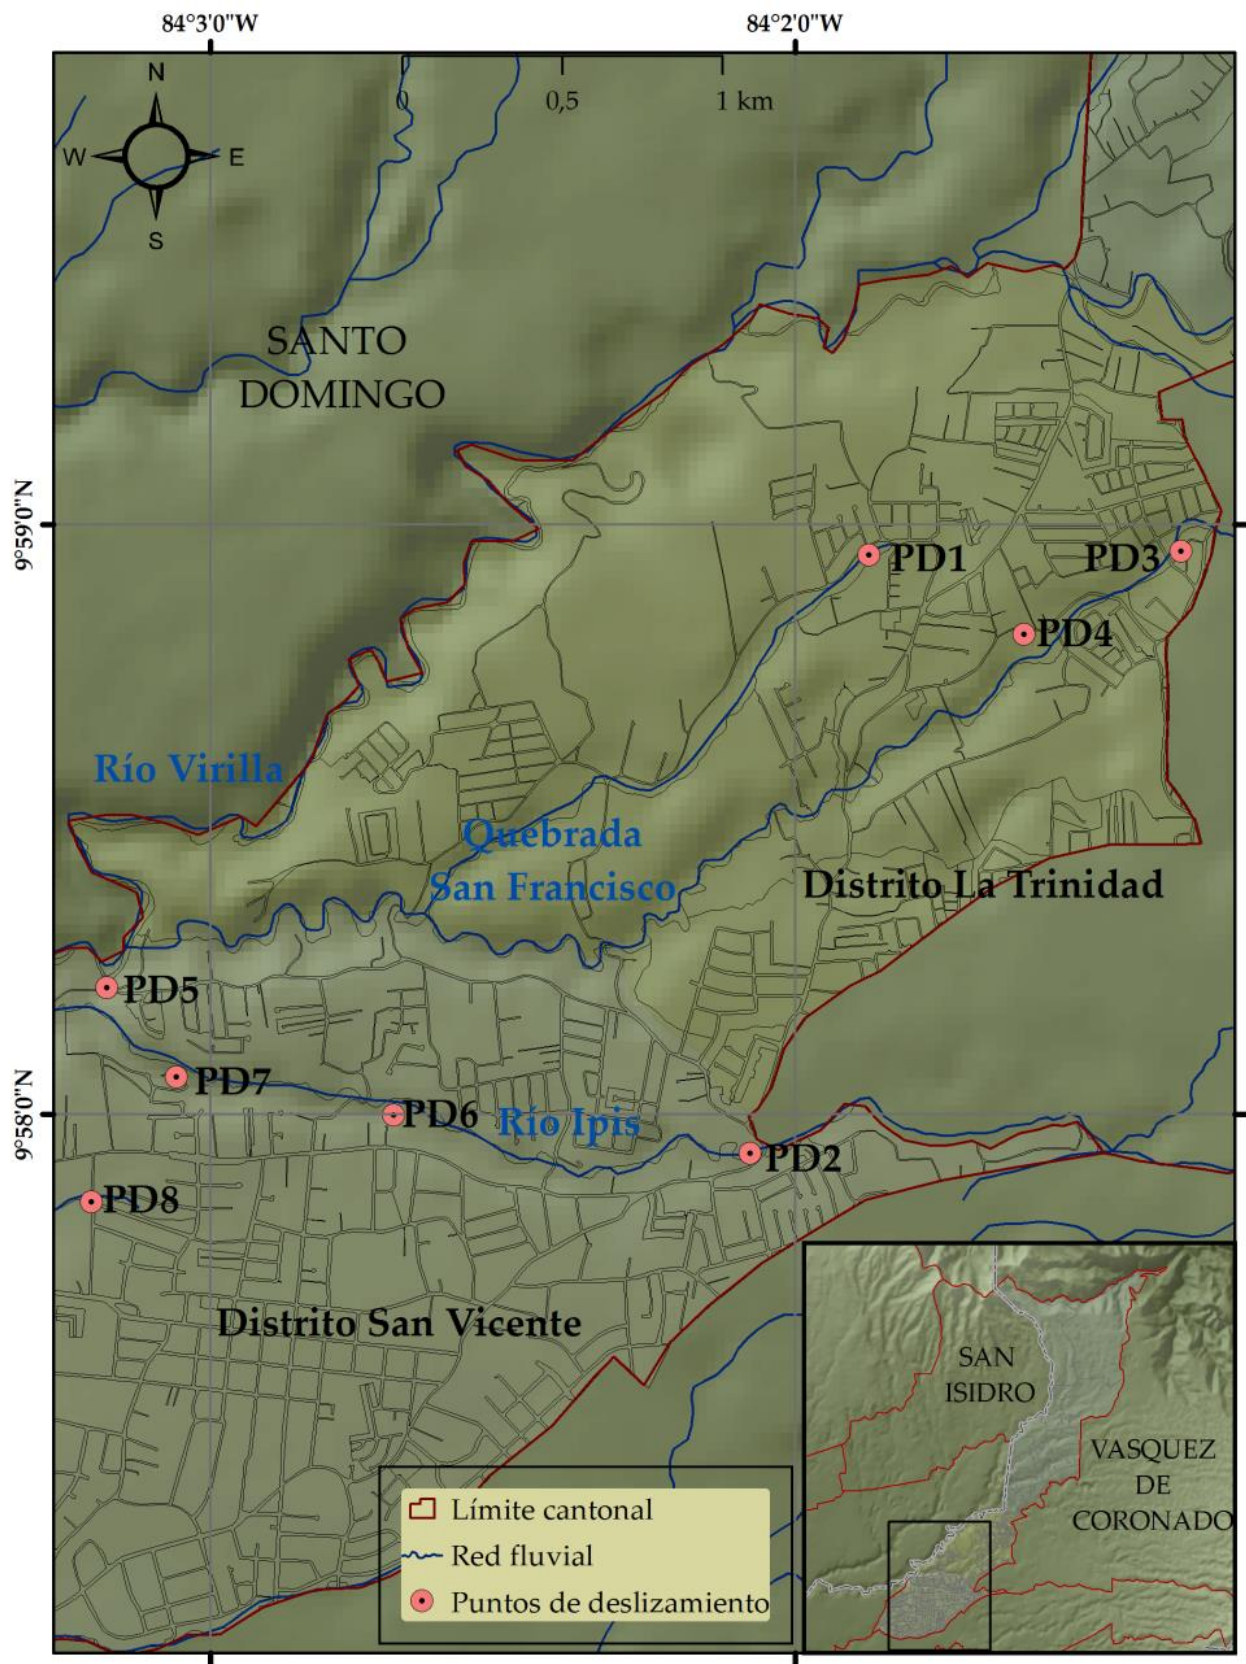 84°3'0"W
84°2'0"W
N
W E
S
0 0,5 1 km
SANTO
DOMINGO
9°59'0"N
PD1
PD3
PD4
Río Virilla
Quebrada
San Francisco
Distrito La Trinidad
PD5
PD7
9°58'0"N
PD6
Río Ipis
PD2
PD8
Distrito San Vicente
SAN
ISIDRO
VASQUEZ
DE
CORONADO
Límite cantonal
Red fluvial
Puntos de deslizamiento